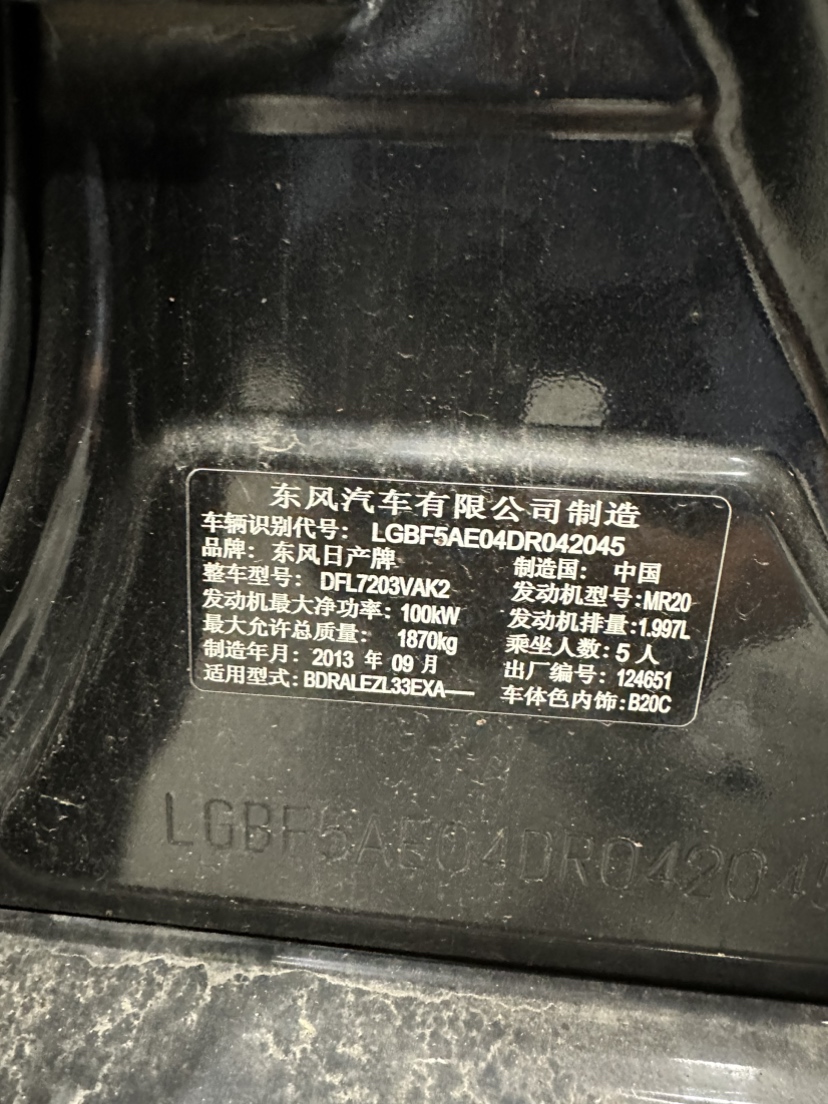 东风汽车有限公司制造
车辆识别代号： LGBF5AE04DR042045
品牌：东风日产牌 制造国： 中国
整车型号： DFL7203VAK2 发动机型号:MR20
发动机最大净功率: 100kW 发动机排量:1.997L
最大允许总质量： 1870kg 乘坐人数: 5 人
制造年月: 2013 年 09 月 出厂编号: 124651
适用型式: BDRALEZL33EXA— 车体色内饰:B20C
LGBF5AE04DR042045